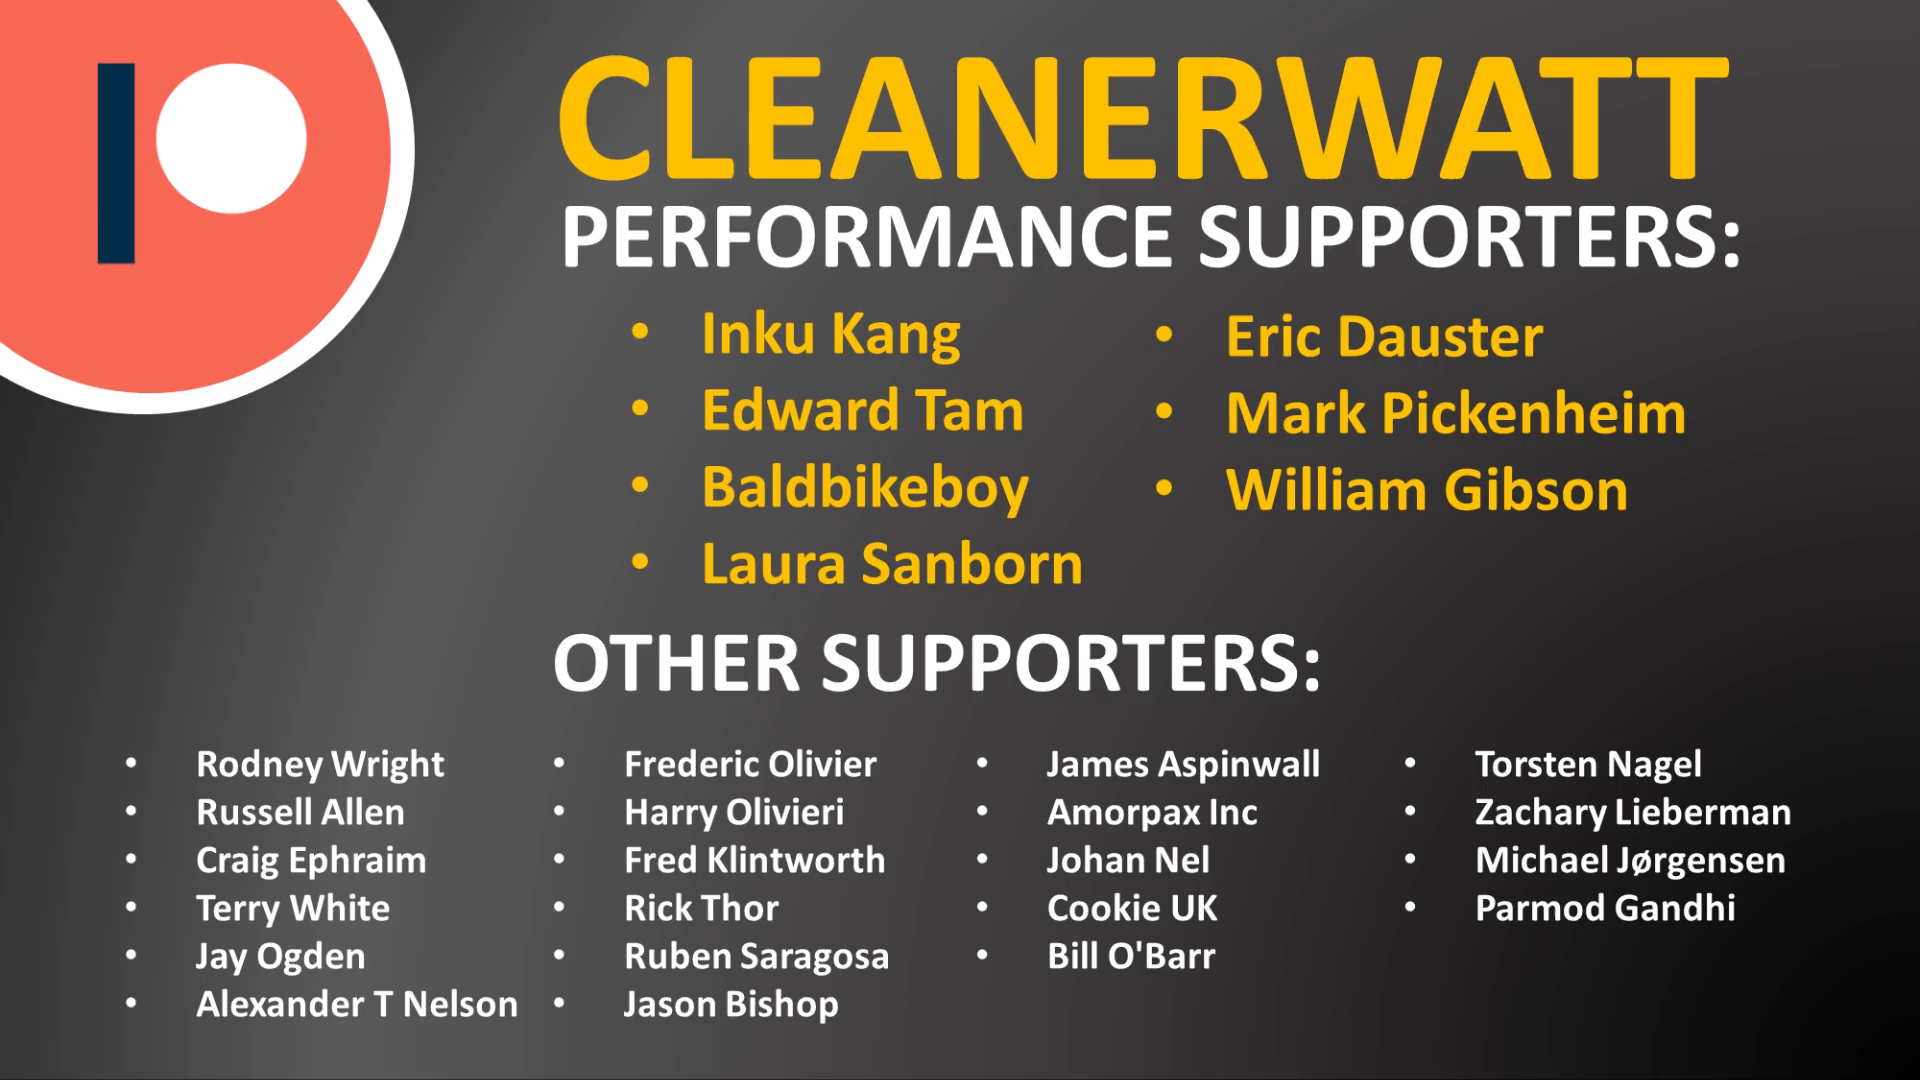 CLEANERWATT
PERFORMANCE SUPPORTERS:
• Inku Kang
• Edward Tam
• Baldbikeboy
• Laura Sanborn
• Eric Dauster
• Mark Pickenheim
• William Gibson
OTHER SUPPORTERS:
• Rodney Wright
• Russell Allen
• Craig Ephraim
• Terry White
• Jay Ogden
• Alexander T Nelson
• Frederic Olivier
• Harry Olivieri
• Fred Klintworth
• Rick Thor
• Ruben Saragosa
• Jason Bishop
• James Aspinwall
• Amorpax Inc
• Johan Nel
• Cookie UK
• Bill O'Barr
• Torsten Nagel
• Zachary Lieberman
• Michael Jørgensen
• Parmod Gandhi